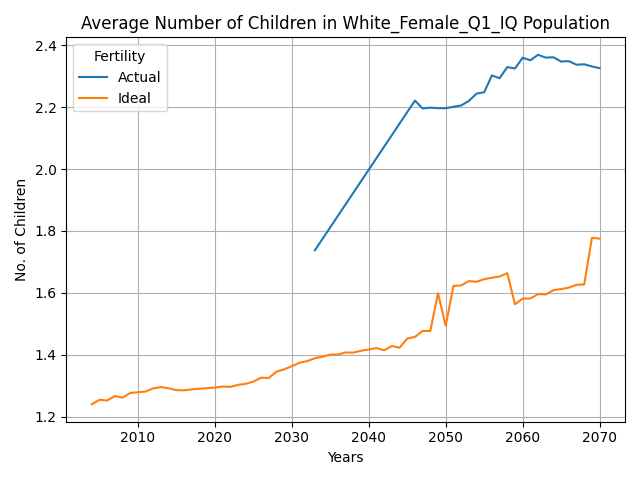 Average Number of Children in White_Female_Q1_IQ Population
Fertility
Actual
Ideal
No. of Children
2.4
2.2
2.0
1.8
1.6
1.4
1.2
2010 2020 2030 2040 2050 2060 2070
Years